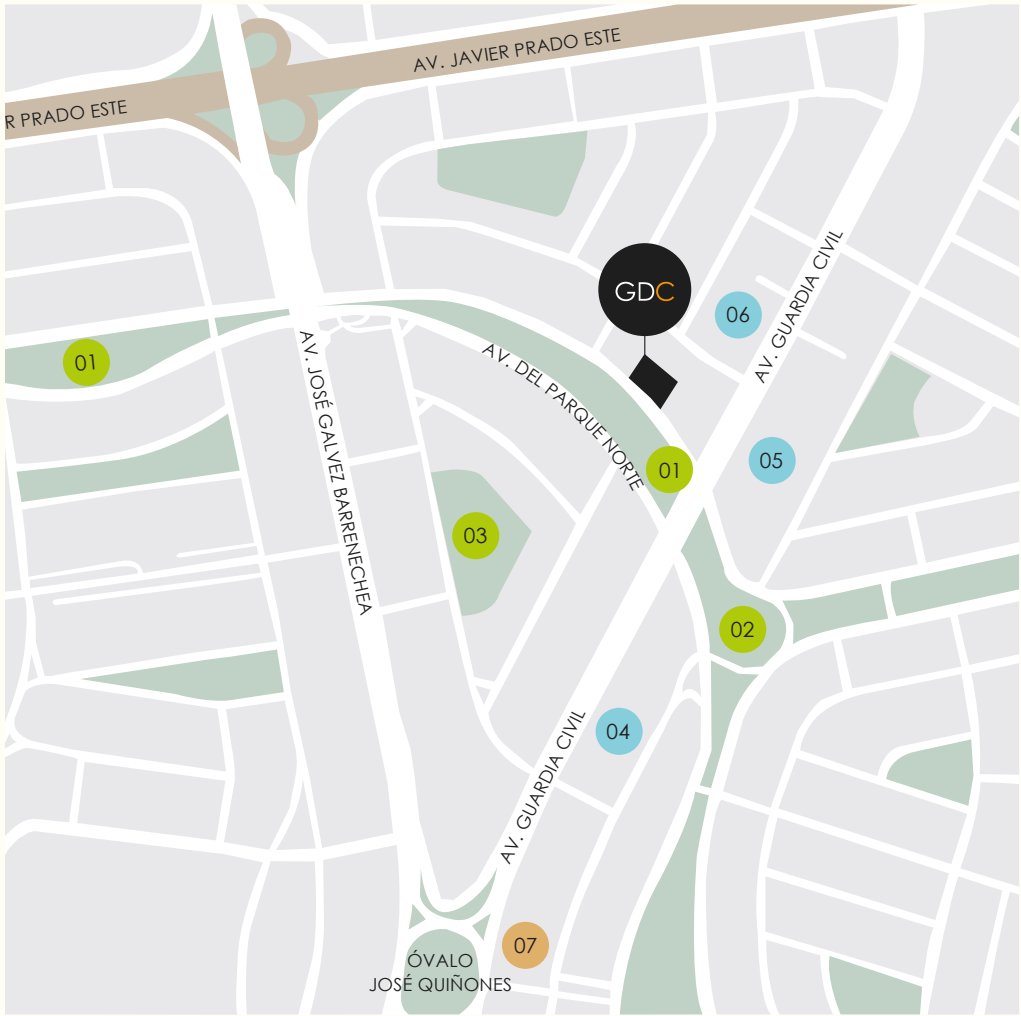 AV. JAVIER PRADO ESTE
R PRADO ESTE
AV. GUARDIA CIVIL
GDC
06
01
AV. JOSÉ GALVEZ BARRENECHEA
AV. DEL PARQUE NORTE
01
05
03
02
04
AV. GUARDIA CIVIL
07
ÓVALO
JOSÉ QUIÑONES